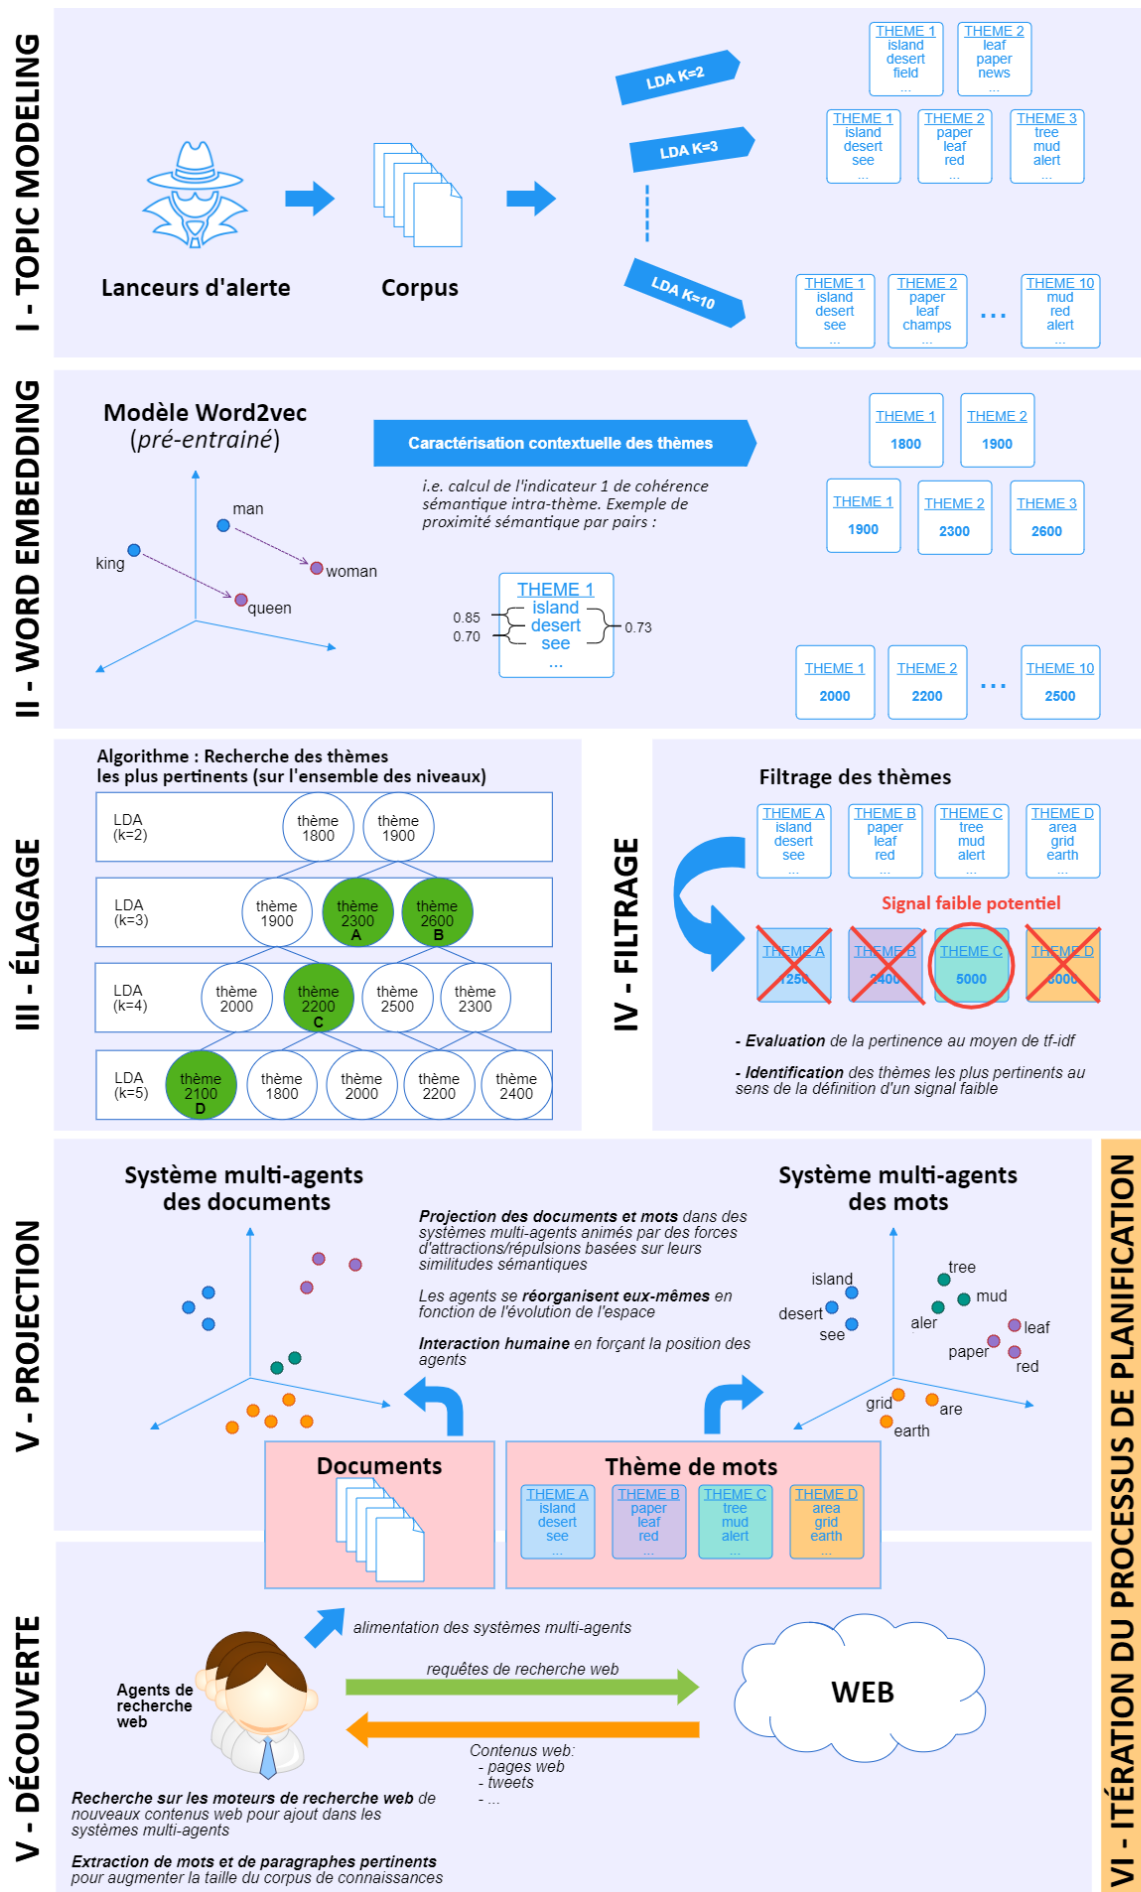 I - TOPIC MODELING
Lanceurs d'alerte
Corpus
LDA K=2
LDA K=3
LDA K=10
THEME 1
island
desert
field
...
THEME 2
leaf
paper
news
...
THEME 1
island
desert
see
...
THEME 2
paper
leaf
red
...
THEME 3
tree
mud
alert
...
THEME 1
island
desert
see
...
THEME 2
paper
leaf
champs
...
...
THEME 10
mud
red
alert
...
II - WORD EMBEDDING
Modèle Word2vec
(pré-entrainé)
man
king
woman
queen
Caractérisation contextuelle des thèmes
i.e. calcul de l'indicateur 1 de cohérence
sémantique intra-thème. Exemple de
proximité sémantique par pairs :
THEME 1
island
desert
see
...
0.85
0.70
0.73
THEME 1
1800
THEME 2
1900
THEME 1
1900
THEME 2
2300
THEME 3
2600
THEME 1
2000
THEME 2
2200
...
THEME 10
2500
III - ÉLAGAGE
Algorithme : Recherche des thèmes
les plus pertinents (sur l'ensemble des niveaux)
LDA
(k=2)
thème
1800
thème
1900
LDA
(k=3)
thème
1900
thème
2300
A
thème
2600
B
LDA
(k=4)
thème
2000
thème
2200
C
thème
2500
thème
2300
LDA
(k=5)
thème
2100
D
thème
1800
thème
2000
thème
2200
thème
2400
IV - FILTRAGE
Filtrage des thèmes
THEME A
island
desert
see
...
THEME B
paper
leaf
red
...
THEME C
tree
mud
alert
...
THEME D
area
grid
earth
...
Signal faible potentiel
THEME A
1250
THEME B
2400
THEME C
5000
THEME D
3000
- Evaluation de la pertinence au moyen de tf-idf
- Identification des thèmes les plus pertinents au
sens de la définition d'un signal faible
V - PROJECTION
Système multi-agents
des documents
Projection des documents et mots dans des
systèmes multi-agents animés par des forces
d'attractions/répulsions basées sur leurs
similitudes sémantiques
Les agents se réorganisent eux-mêmes en
fonction de l'évolution de l'espace
Interaction humaine en forçant la position des
agents
Système multi-agents
des mots
island
desert
see
tree
mud
aler
leaf
paper
red
grid
are
earth
Documents
Thème de mots
THEME A
island
desert
see
...
THEME B
paper
leaf
red
...
THEME C
tree
mud
alert
...
THEME D
area
grid
earth
...
V - DÉCOUVERTE
alimentation des systèmes multi-agents
requêtes de recherche web
Agents de
recherche
web
WEB
Contenus web:
- pages web
- tweets
- ...
Recherche sur les moteurs de recherche web de
nouveaux contenus web pour ajout dans les
systèmes multi-agents
Extraction de mots et de paragraphes pertinents
pour augmenter la taille du corpus de connaissances
VI - ITÉRATION DU PROCESSUS DE PLANIFICATION